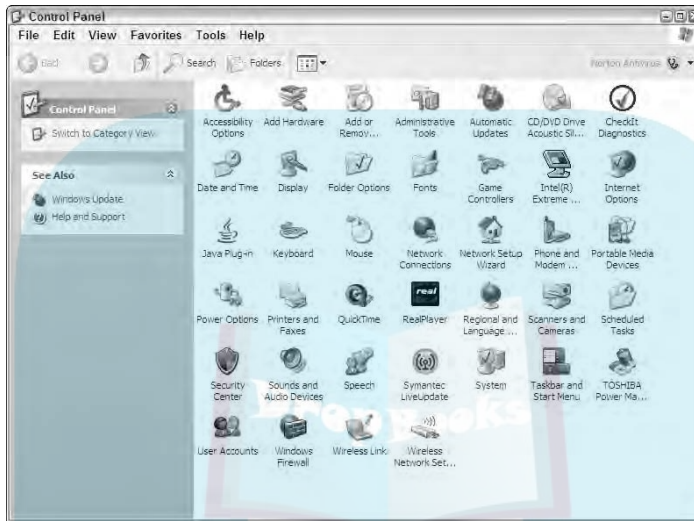 Control Panel
File Edit View Favorites Tools Help
Back Search Folders Norton Antivirus
Control Panel
Switch to Category View
See Also
Windows Update
Help and Support
Accessibility Options
Add Hardware
Add or Remov...
Administrative Tools
Automatic Updates
CD/DVD Drive Acoustic Sil...
CheckIt Diagnostics
Date and Time
Display
Folder Options
Fonts
Game Controllers
Intel(R) Extreme ...
Internet Options
Java Plug-in
Keyboard
Mouse
Network Connections
Network Setup Wizard
Phone and Modem ...
Portable Media Devices
real
Power Options
Printers and Faxes
QuickTime
RealPlayer
Regional and Language ...
Scanners and Cameras
Scheduled Tasks
Security Center
Sounds and Audio Devices
Speech
Symantec LiveUpdate
System
Taskbar and Start Menu
TOSHIBA Power Ma...
DropBooks
User Accounts
Windows Firewall
Wireless Link
Wireless Network Set...